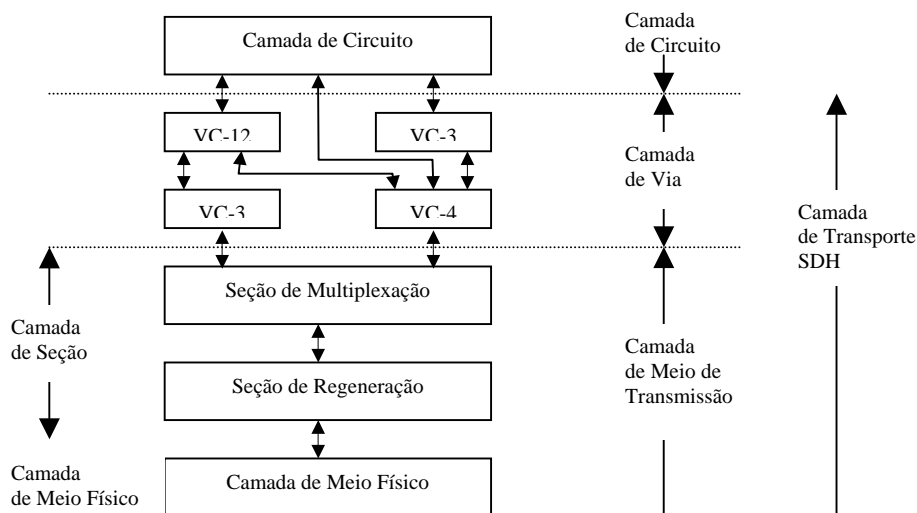 Camada de Circuito
Camada
de Circuito
VC-12
VC-3
VC-3
VC-4
Camada
de Via
Camada
de Transporte
SDH
Seção de Multiplexação
Seção de Regeneração
Camada de Meio Físico
Camada
de Seção
Camada
de Meio Físico
Camada
de Meio de
Transmissão